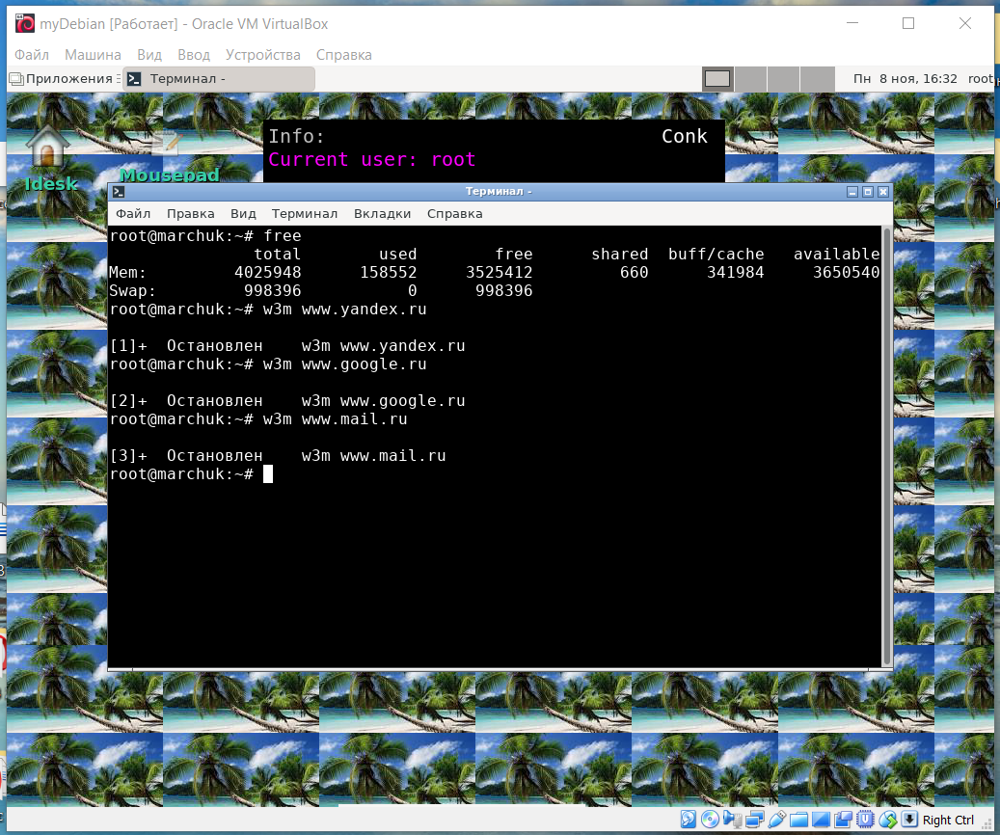 myDebian [Работает] - Oracle VM VirtualBox
Файл Машина Вид Ввод Устройства Справка
Приложения Терминал - Пн 8 ноя, 16:32 root
Info: Conk
Current user: root
Idesk
Mousepad
Терминал -
Файл Правка Вид Терминал Вкладки Справка
root@marchuk:~# free
total used free shared buff/cache available
Mem: 4025948 158552 3525412 660 341984 3650540
Swap: 998396 0 998396
root@marchuk:~# w3m www.yandex.ru
[1]+ Остановлен w3m www.yandex.ru
root@marchuk:~# w3m www.google.ru
[2]+ Остановлен w3m www.google.ru
root@marchuk:~# w3m www.mail.ru
[3]+ Остановлен w3m www.mail.ru
root@marchuk:~#
Right Ctrl